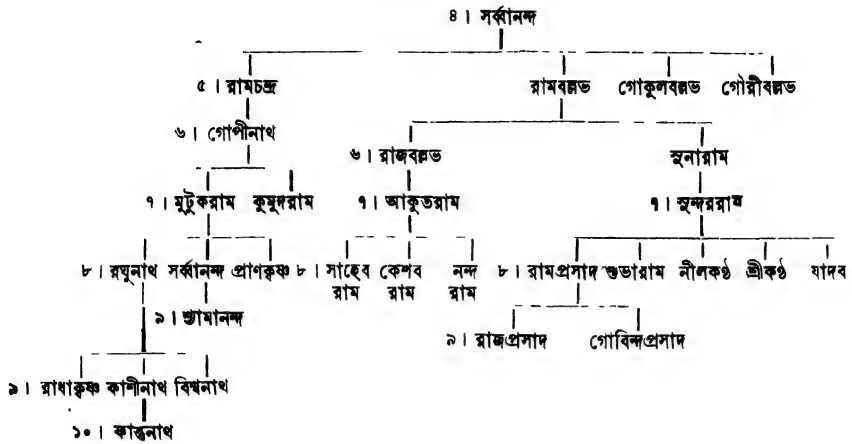 ৪। সর্ব্বানন্দ
৫। রামচন্দ্র রামবল্লভ গোকুলবল্লভ গৌরীবল্লভ
৬। গোপীনাথ
৬। রাজবল্লভ সুনারাম
৭। মুটুকরাম কুমুদরাম ৭। আকুতরাম ৭। সুন্দররাম
৮। রঘুনাথ সর্ব্বানন্দ প্রাণকৃষ্ণ ৮। সাহেব কেশব নন্দ ৮। রামপ্রসাদ শুভারাম নীলকণ্ঠ শ্রীকণ্ঠ যাদব
রাম রাম রাম
৯। শ্যামানন্দ
৯। রাজপ্রসাদ গোবিন্দপ্রসাদ
৯। রাধাকৃষ্ণ কাশীনাথ বিশ্বনাথ
১০। কান্তনাথ